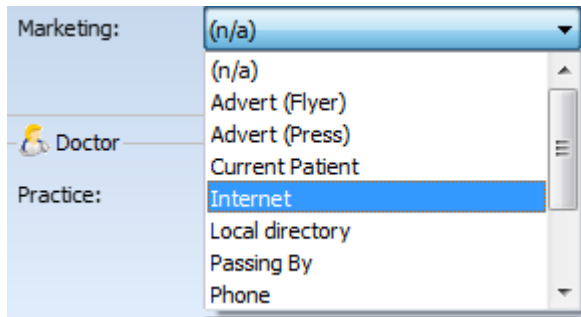 Marketing: (n/a)
(n/a)
Advert (Flyer)
Advert (Press)
Doctor
Current Patient
Practice: Internet
Local directory
Passing By
Phone